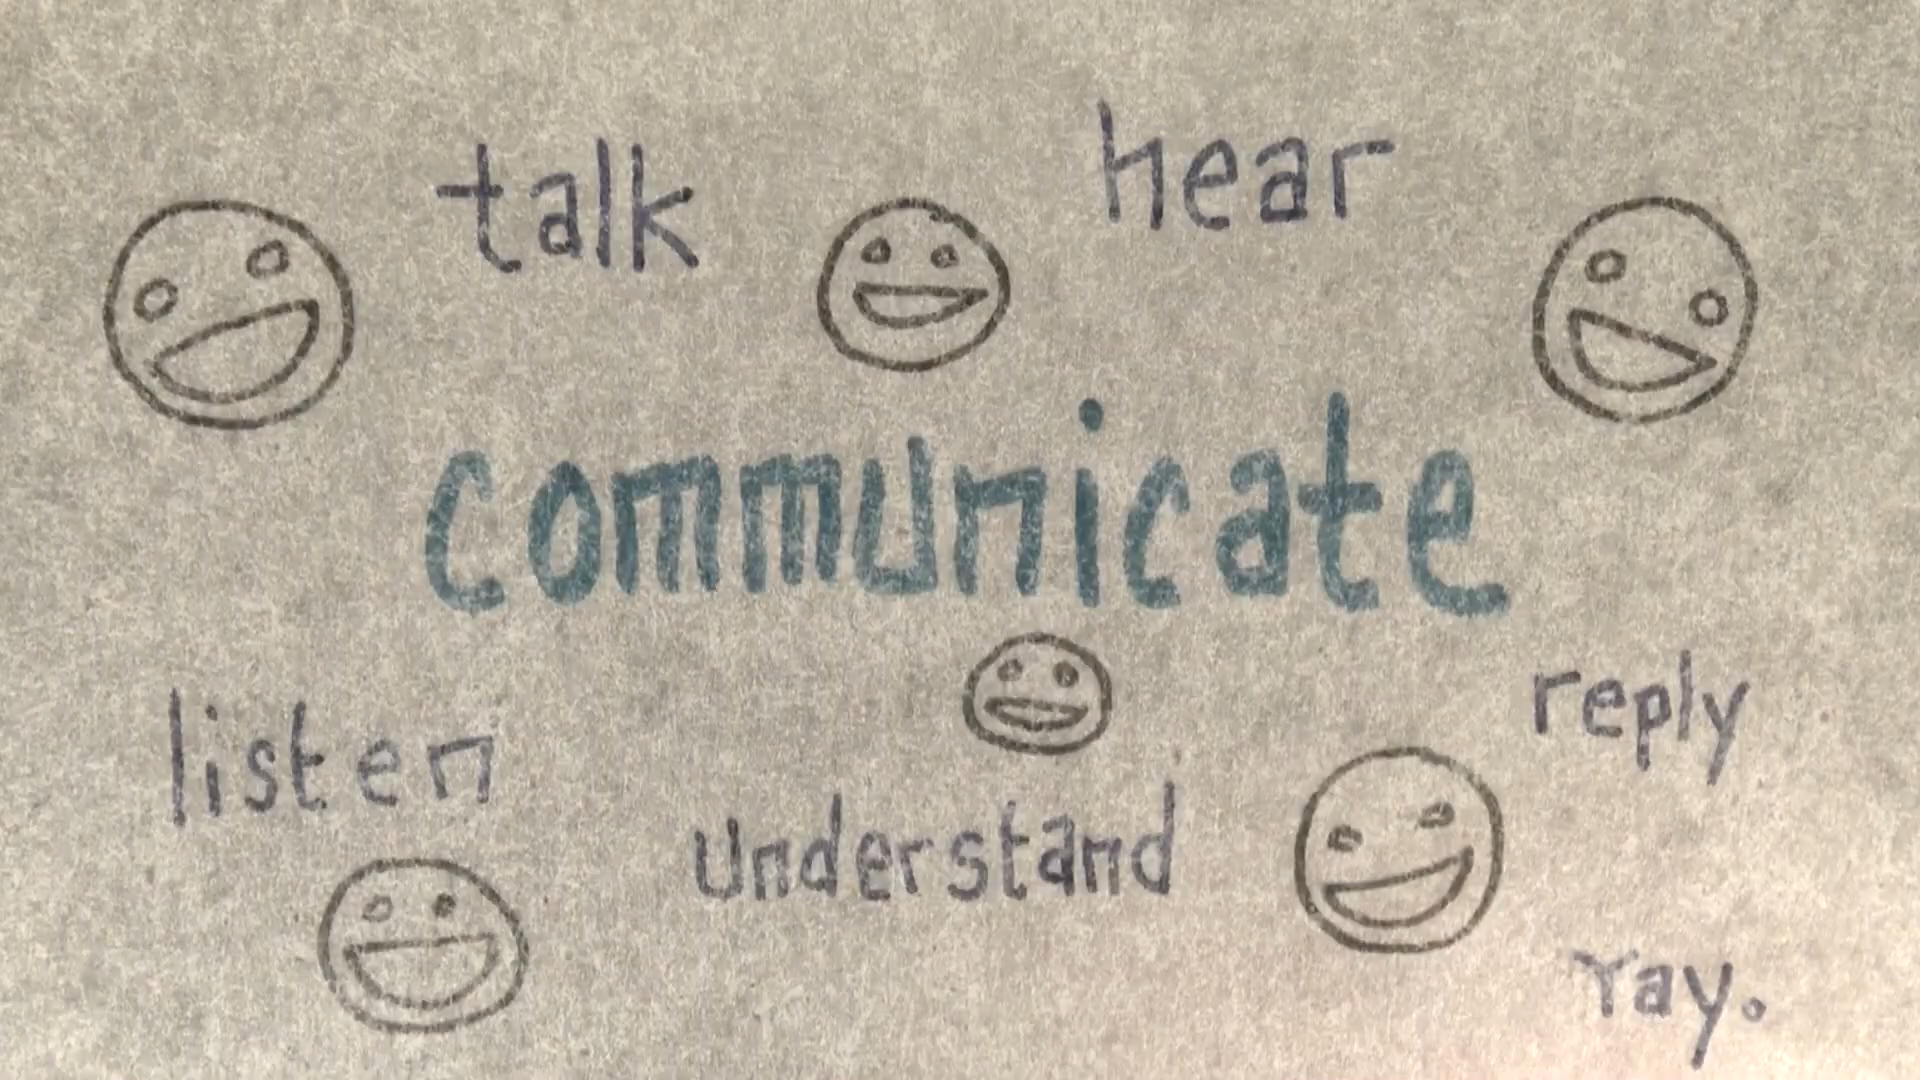 talk
hear
communicate
listen
understand
reply
Yay.